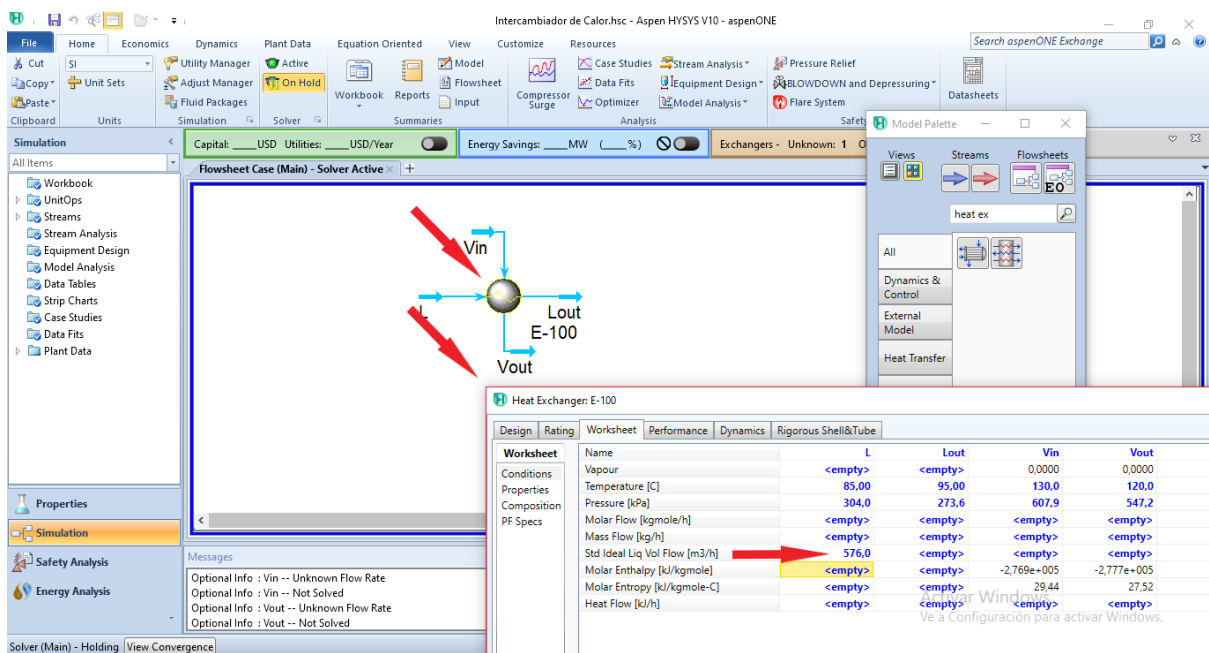 Intercambiador de Calor.hsc - Aspen HYSYS V10 - aspenONE
File Home Economics Dynamics Plant Data Equation Oriented View Customize Resources Search aspenONE Exchange
Cut SI Utility Manager Active Model Case Studies Stream Analysis Pressure Relief
Copy Unit Sets Adjust Manager On Hold Workbook Reports Flowsheet Compressor Surge Data Fits Equipment Design BLOWDOWN and Depressuring Datasheets
Paste Fluid Packages Input Optimizer Model Analysis Flare System
Clipboard Units Simulation Solver Summaries Analysis Safety
Simulation
All Items
Workbook
UnitOps
Streams
Stream Analysis
Equipment Design
Model Analysis
Data Tables
Strip Charts
Case Studies
Data Fits
Plant Data
Properties
Simulation
Safety Analysis
Energy Analysis
Capital: ____USD Utilities: ____USD/Year Energy Savings: ____MW (____%) Exchangers - Unknown: 1 O
Flowsheet Case (Main) - Solver Active
Vin
L
Lout
E-100
Vout
Model Palette
Views Streams Flowsheets
EO
heat ex
All
Dynamics & Control
External Model
Heat Transfer
Heat Exchanger: E-100
Design Rating Worksheet Performance Dynamics Rigorous Shell&Tube
Worksheet
Conditions
Properties
Composition
PF Specs
Name L Lout Vin Vout
Vapour <empty> <empty> 0,0000 0,0000
Temperature [C] 85,00 95,00 130,0 120,0
Pressure [kPa] 304,0 273,6 607,9 547,2
Molar Flow [kgmole/h] <empty> <empty> <empty> <empty>
Mass Flow [kg/h] <empty> <empty> <empty> <empty>
Std Ideal Liq Vol Flow [m3/h] 576,0 <empty> <empty> <empty>
Molar Enthalpy [kJ/kgmole] <empty> <empty> -2,769e+005 -2,777e+005
Molar Entropy [kJ/kgmole-C] <empty> <empty> 29,44 27,52
Heat Flow [kJ/h] <empty> <empty> <empty> <empty>
Activar Windows
Ve a Configuración para activar Windows.
Messages
Optional Info : Vin -- Unknown Flow Rate
Optional Info : Vin -- Not Solved
Optional Info : Vout -- Unknown Flow Rate
Optional Info : Vout -- Not Solved
Solver (Main) - Holding View Convergence